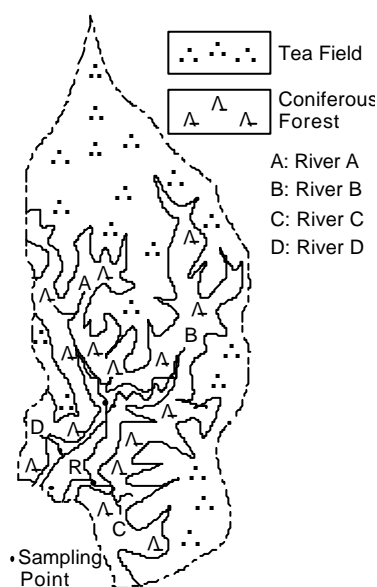 Tea Field
Coniferous
Forest
A: River A
B: River B
C: River C
D: River D
A
B
D
R
C
Sampling
Point